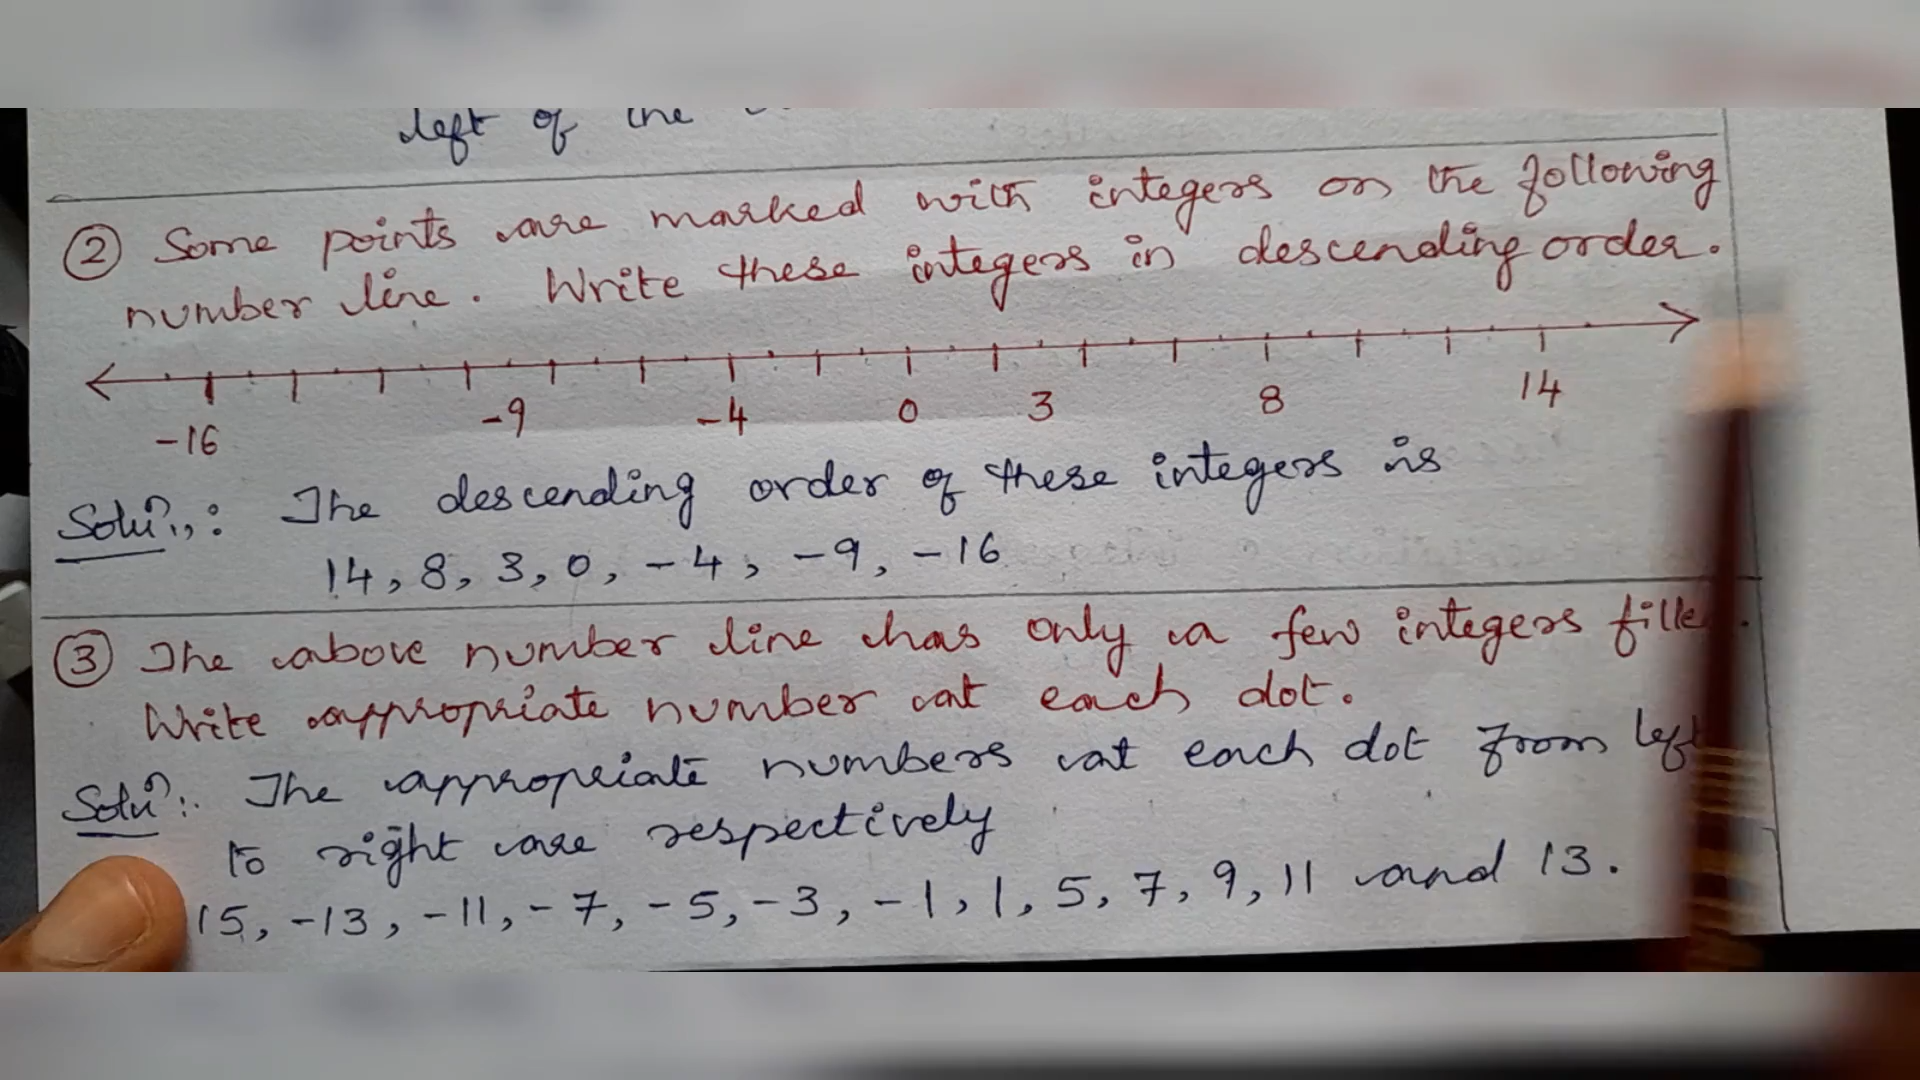 left of the
② Some points are marked with integers on the following
number line. Write these integers in descending order.
-16 -9 -4 0 3 8 14
Solun.: The descending order of these integers is
14, 8, 3, 0, -4, -9, -16
③ The above number line has only a few integers fille
Write appropriate number at each dot.
Solun: The appropriate numbers at each dot from left
to right are respectively
15, -13, -11, -7, -5, -3, -1, 1, 5, 7, 9, 11 and 13.